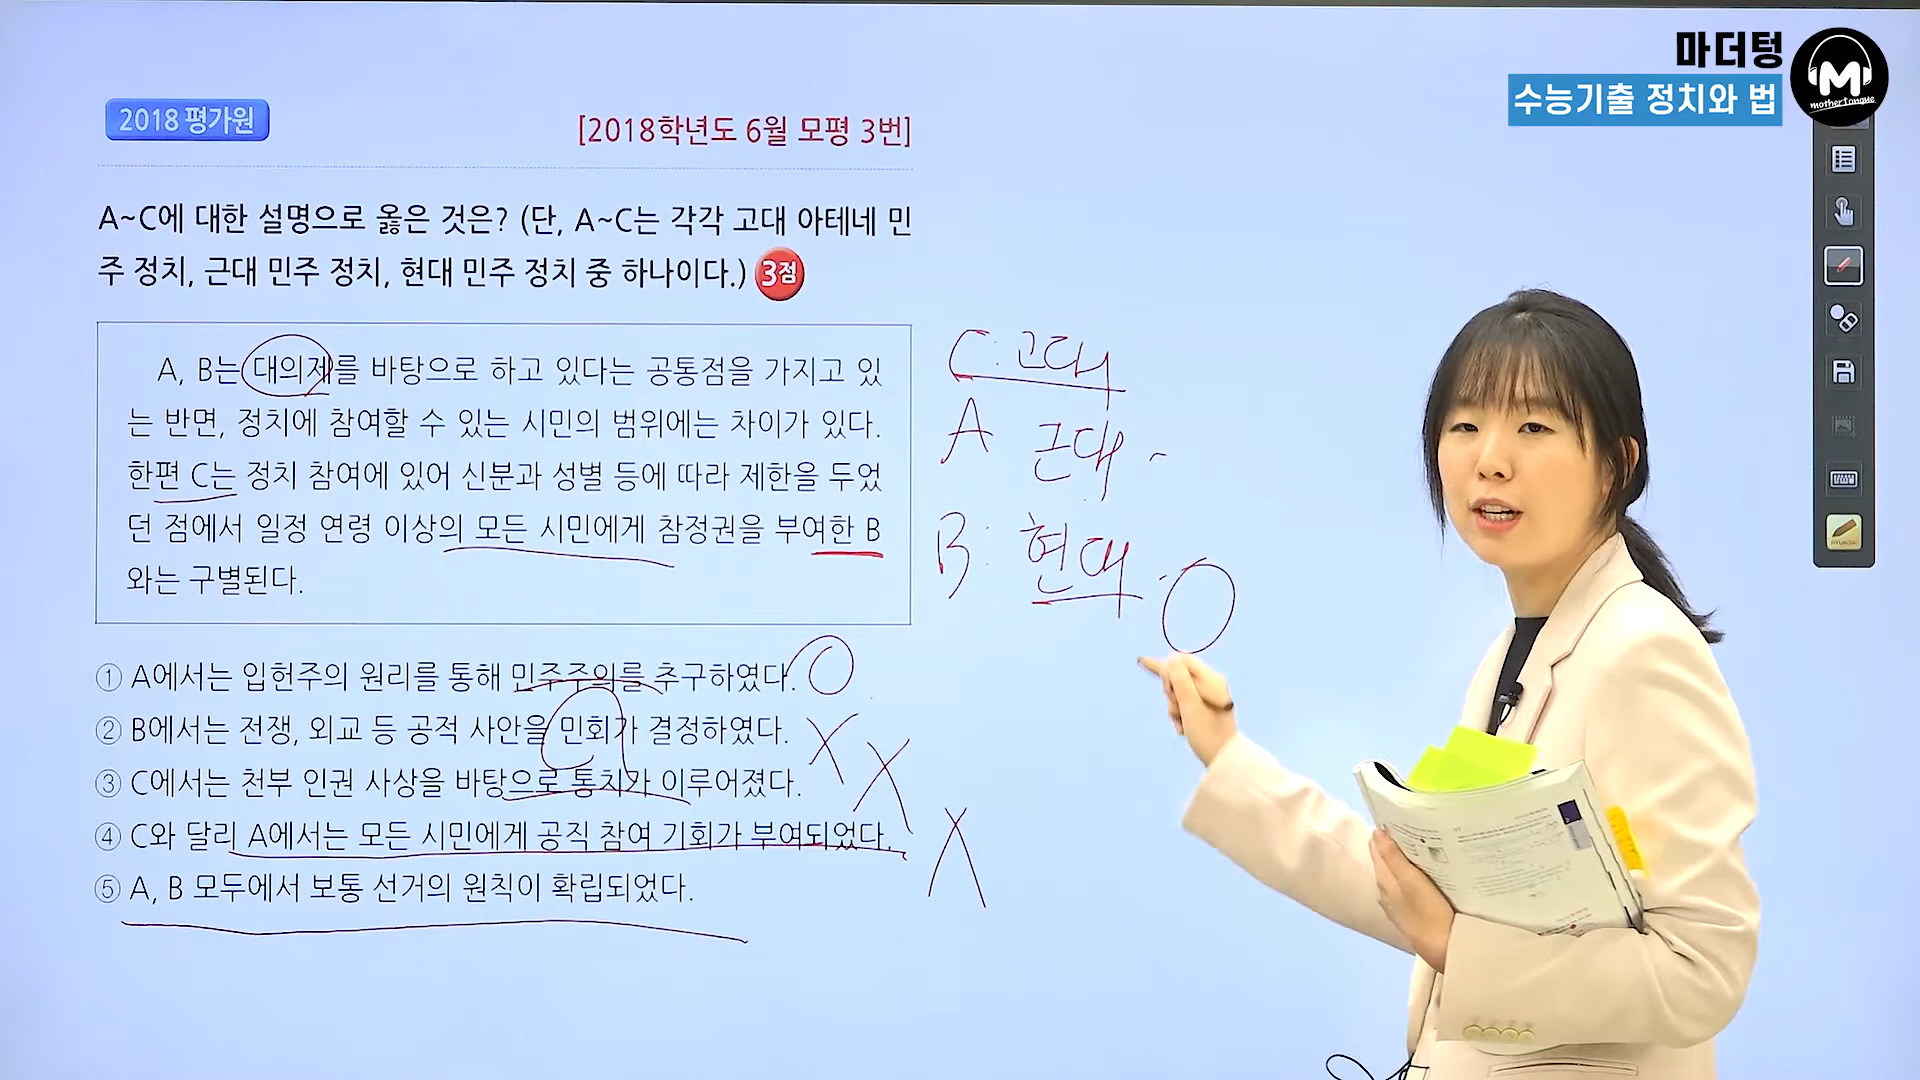 마더텅
수능기출 정치와 법
M
mothertongue
2018 평가원
[2018학년도 6월 모평 3번]
A~C에 대한 설명으로 옳은 것은? (단, A~C는 각각 고대 아테네 민
주 정치, 근대 민주 정치, 현대 민주 정치 중 하나이다.) 3점
A, B는 대의제를 바탕으로 하고 있다는 공통점을 가지고 있
는 반면, 정치에 참여할 수 있는 시민의 범위에는 차이가 있다.
한편 C는 정치 참여에 있어 신분과 성별 등에 따라 제한을 두었
던 점에서 일정 연령 이상의 모든 시민에게 참정권을 부여한 B
와는 구별된다.
C: 고대
A 근대 -
B: 현대 - O
① A에서는 입헌주의 원리를 통해 민주주의를 추구하였다. O
② B에서는 전쟁, 외교 등 공적 사안을 민회가 결정하였다. X
③ C에서는 천부 인권 사상을 바탕으로 통치가 이루어졌다. X
④ C와 달리 A에서는 모든 시민에게 공직 참여 기회가 부여되었다. X
⑤ A, B 모두에서 보통 선거의 원칙이 확립되었다.